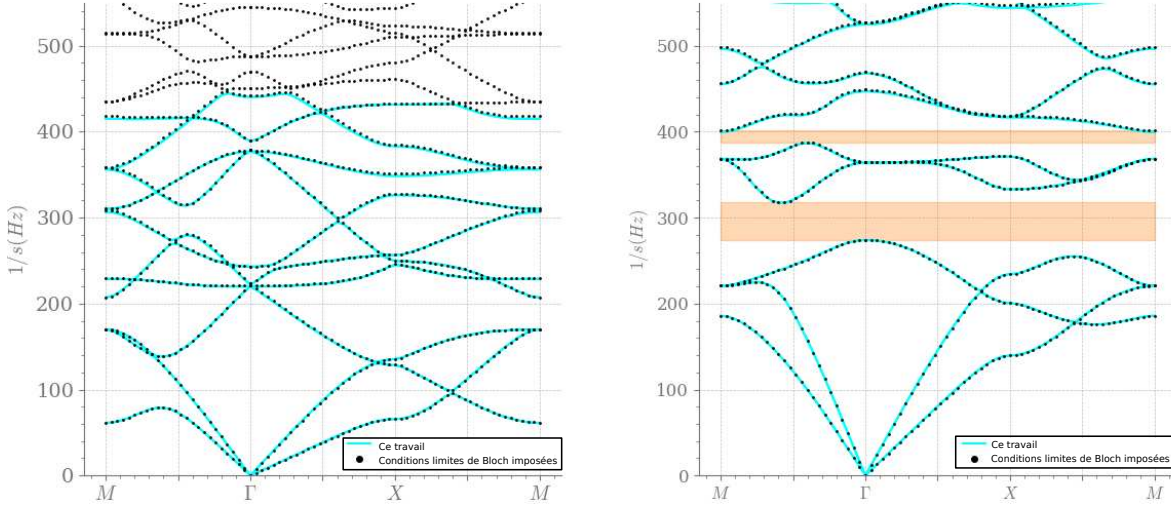 500
400
300
200
100
0
1/s(Hz)
M Γ X M
Ce travail
Conditions limites de Bloch imposées
500
400
300
200
100
0
1/s(Hz)
M Γ X M
Ce travail
Conditions limites de Bloch imposées